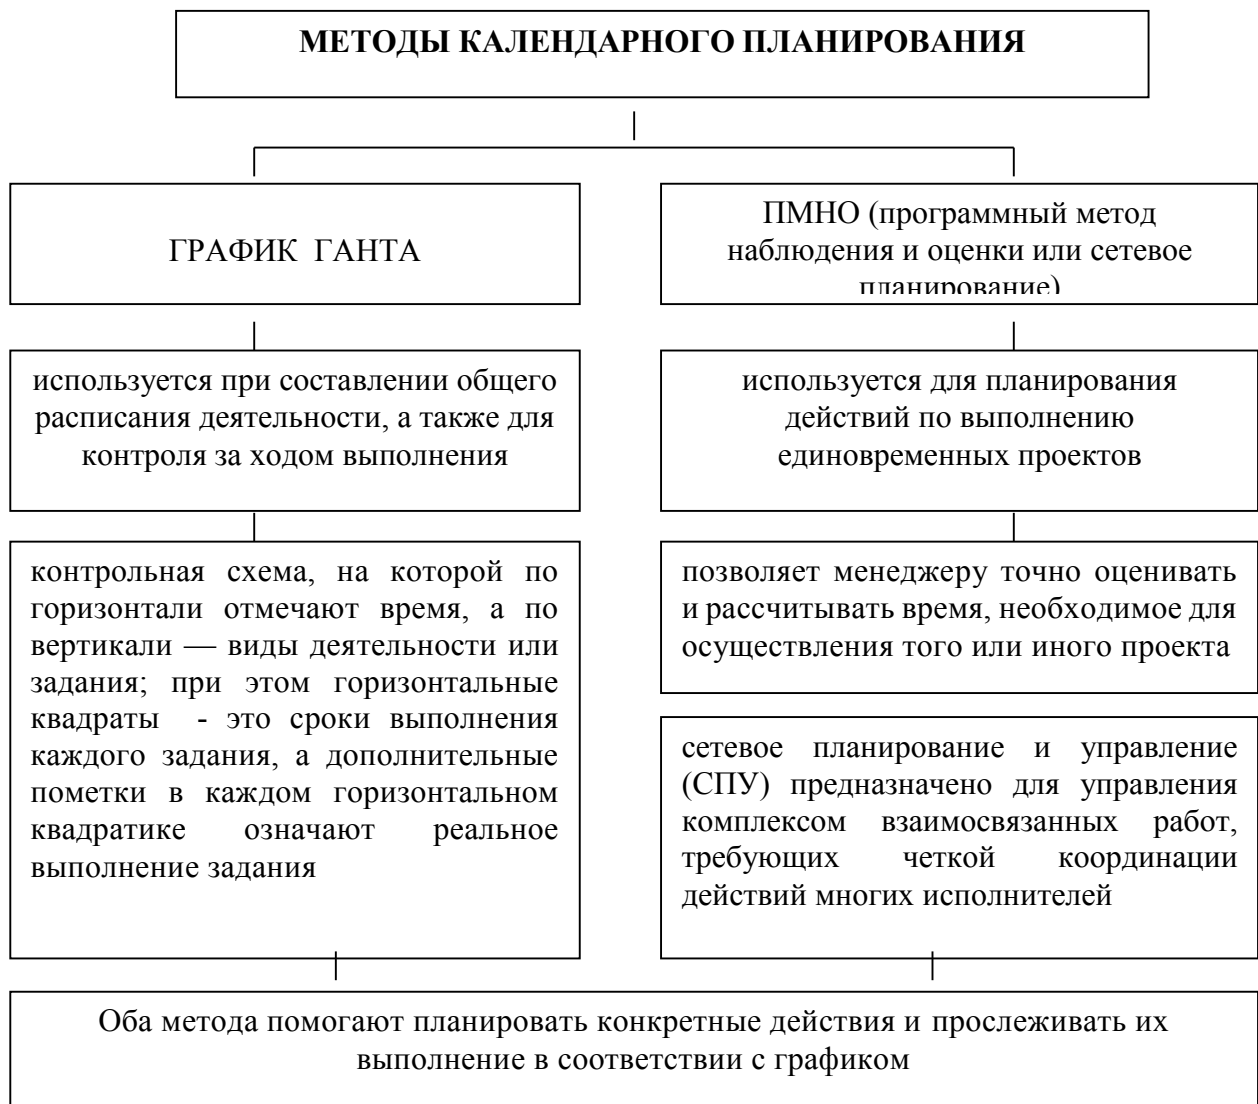 МЕТОДЫ КАЛЕНДАРНОГО ПЛАНИРОВАНИЯ
ГРАФИК ГАНТА
ПМНО (программный метод
наблюдения и оценки или сетевое
планирование)
используется при составлении общего
расписания деятельности, а также для
контроля за ходом выполнения
используется для планирования
действий по выполнению
единовременных проектов
контрольная схема, на которой по
горизонтали отмечают время, а по
вертикали — виды деятельности или
задания; при этом горизонтальные
квадраты - это сроки выполнения
каждого задания, а дополнительные
пометки в каждом горизонтальном
квадратике означают реальное
выполнение задания
позволяет менеджеру точно оценивать
и рассчитывать время, необходимое для
осуществления того или иного проекта
сетевое планирование и управление
(СПУ) предназначено для управления
комплексом взаимосвязанных работ,
требующих четкой координации
действий многих исполнителей
Оба метода помогают планировать конкретные действия и прослеживать их
выполнение в соответствии с графиком